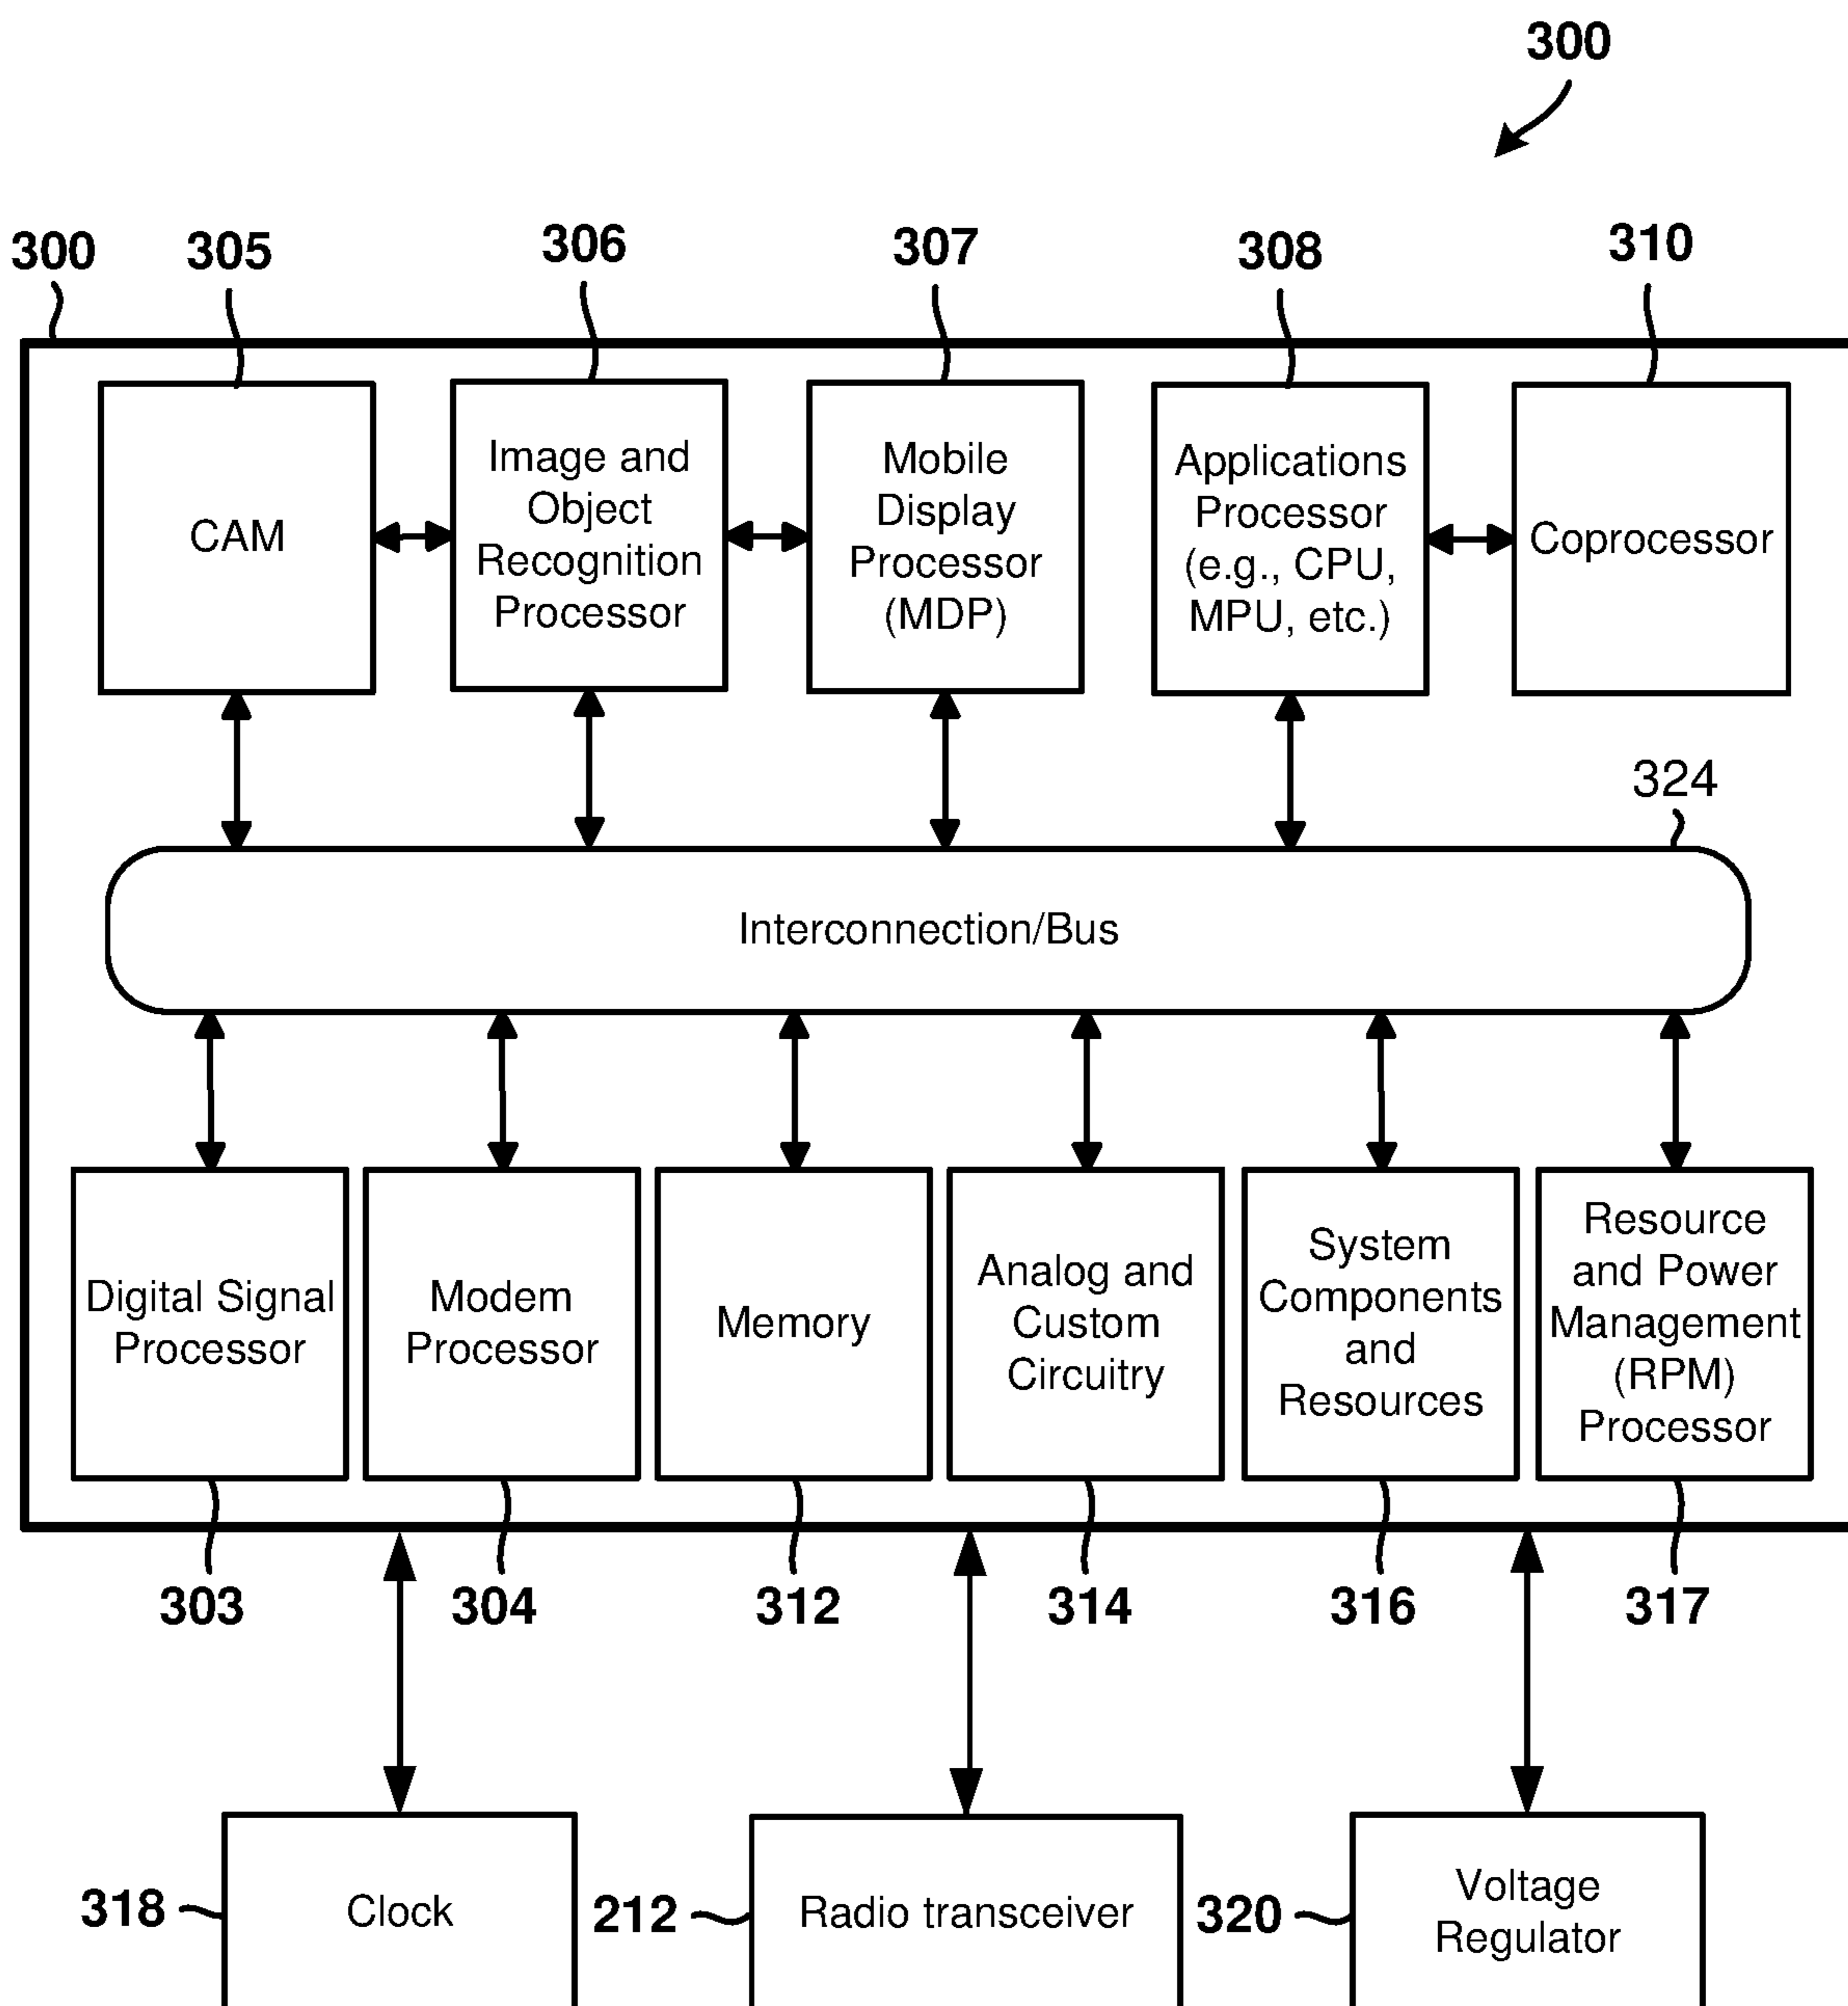 300
300
305
306
307
308
310
CAM
Image and
Object
Recognition
Processor
Mobile
Display
Processor
(MDP)
Applications
Processor
(e.g., CPU,
MPU, etc.)
Coprocessor
324
Interconnection/Bus
Digital Signal
Processor
Modem
Processor
Memory
Analog and
Custom
Circuitry
System
Components
and
Resources
Resource
and Power
Management
(RPM)
Processor
303
304
312
314
316
317
318
Clock
212
Radio transceiver
320
Voltage
Regulator